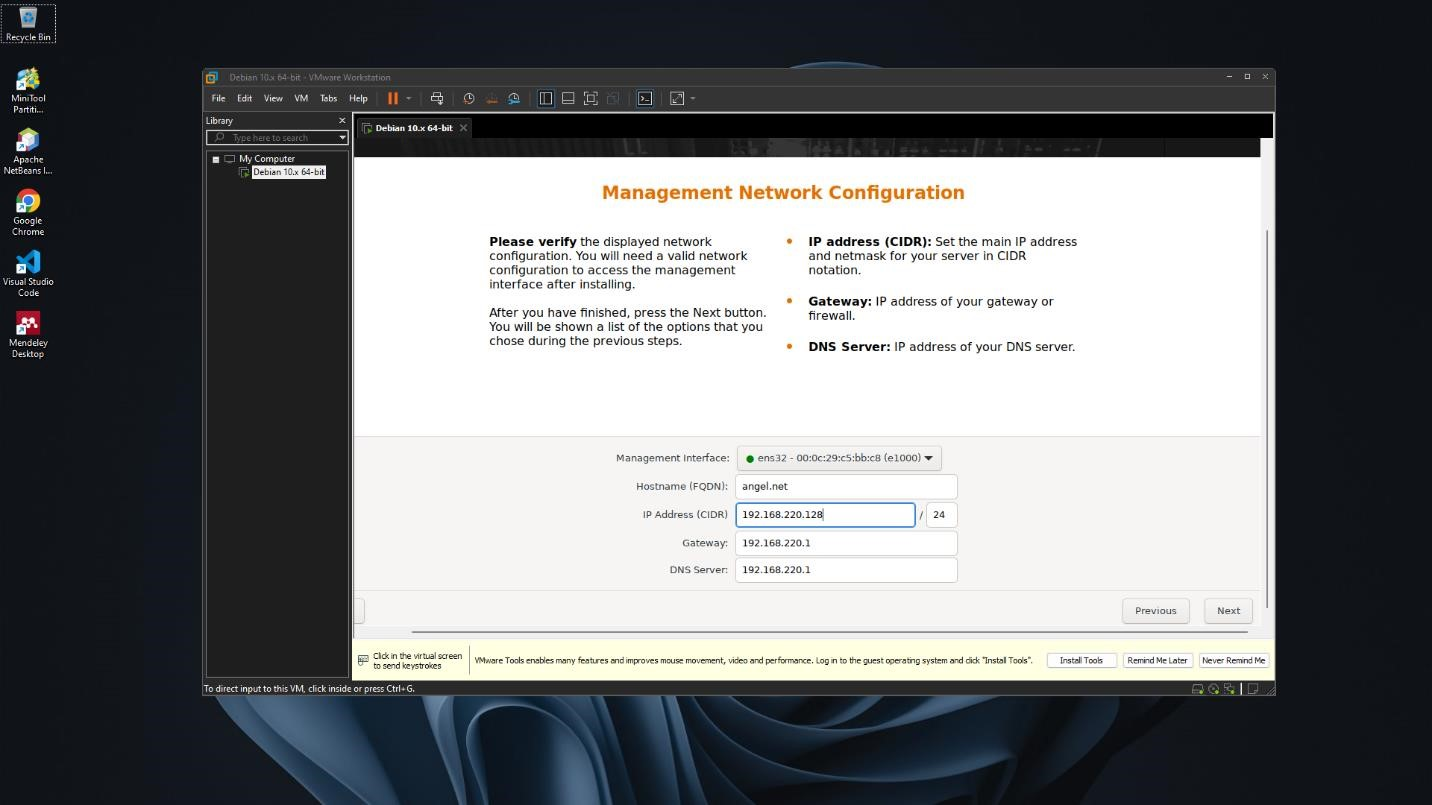 Recycle Bin
MiniTool
Partiti...
Apache
NetBeans I...
Google
Chrome
Visual Studio
Code
Mendeley
Desktop
Debian 10.x 64-bit - VMware Workstation
File Edit View VM Tabs Help
Library
Type here to search
My Computer
Debian 10.x 64-bit
Debian 10.x 64-bit
Management Network Configuration
Please verify the displayed network
configuration. You will need a valid network
configuration to access the management
interface after installing.
After you have finished, press the Next button.
You will be shown a list of the options that you
chose during the previous steps.
IP address (CIDR): Set the main IP address
and netmask for your server in CIDR
notation.
Gateway: IP address of your gateway or
firewall.
DNS Server: IP address of your DNS server.
Management Interface: ens32 - 00:0c:29:c5:bb:c8 (e1000)
Hostname (FQDN): angel.net
IP Address (CIDR) 192.168.220.128 / 24
Gateway: 192.168.220.1
DNS Server: 192.168.220.1
Previous Next
Click in the virtual screen
to send keystrokes
VMware Tools enables many features and improves mouse movement, video and performance. Log in to the guest operating system and click "Install Tools".
Install Tools Remind Me Later Never Remind Me
To direct input to this VM, click inside or press Ctrl+G.